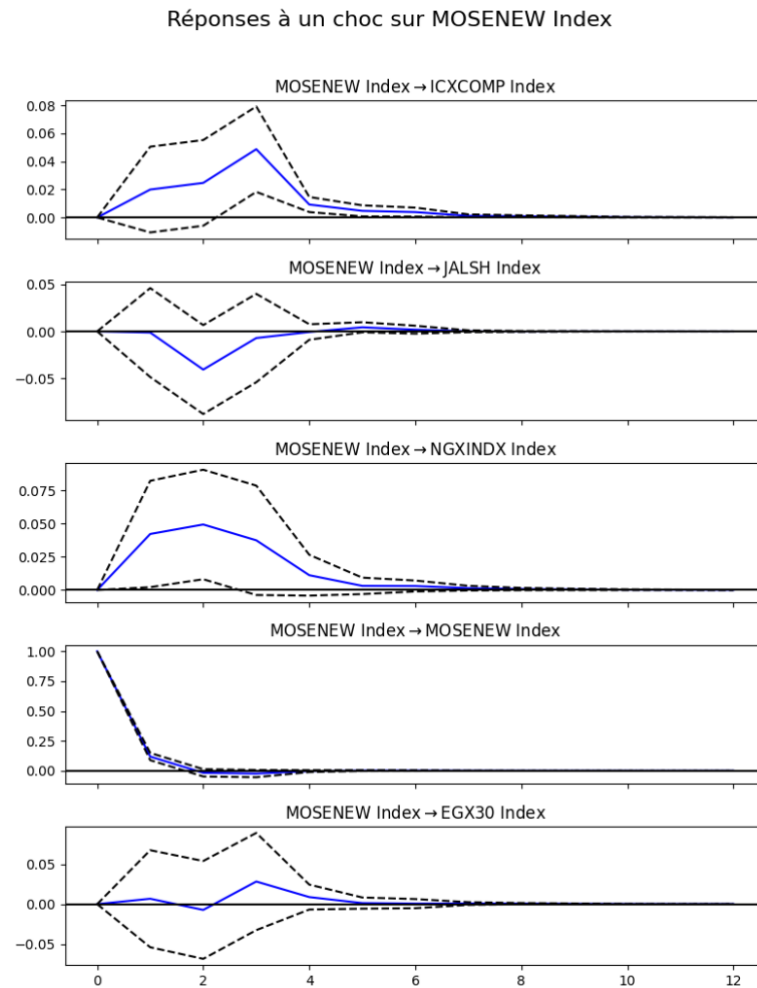 Réponses à un choc sur MOSENEW Index
MOSENEW Index→ICXCOMP Index
0.08
0.06
0.04
0.02
0.00
MOSENEW Index→JALSH Index
0.05
0.00
−0.05
MOSENEW Index→NGXINDX Index
0.075
0.050
0.025
0.000
MOSENEW Index→MOSENEW Index
1.00
0.75
0.50
0.25
0.00
MOSENEW Index→EGX30 Index
0.05
0.00
−0.05
0 2 4 6 8 10 12